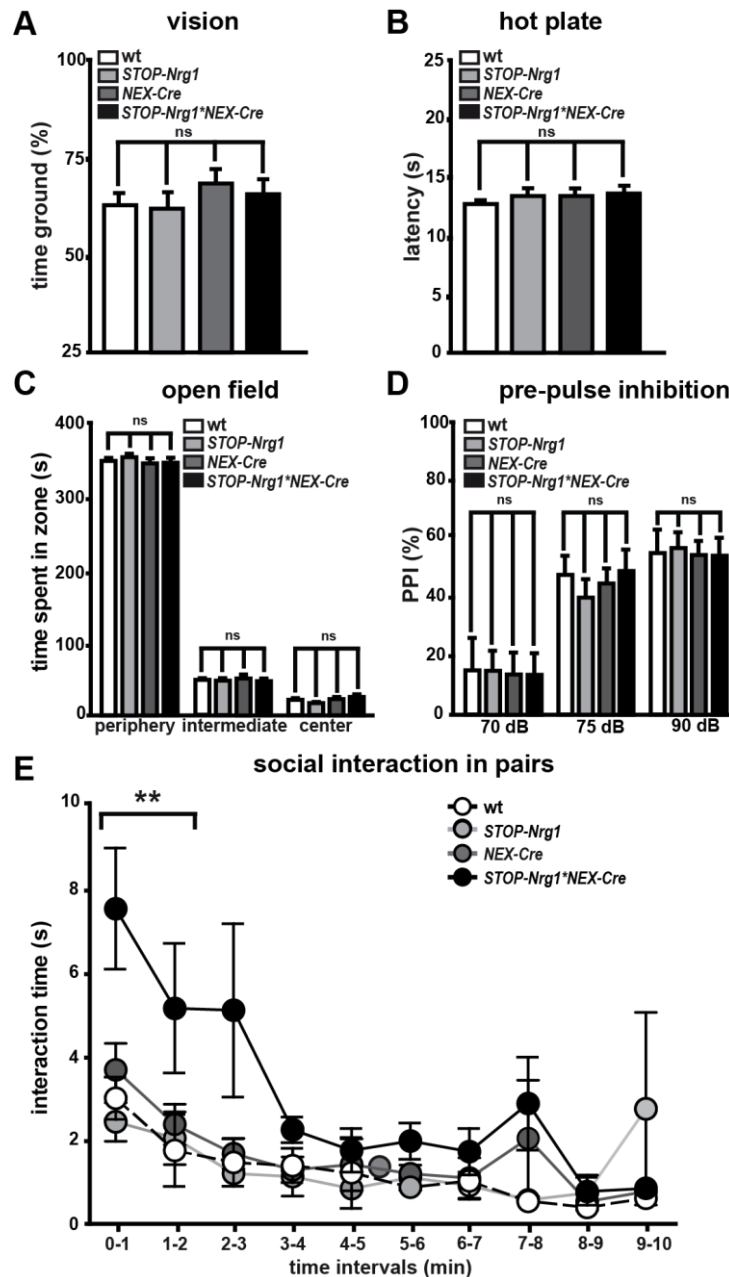 A vision
wt
STOP-Nrg1
NEX-Cre
STOP-Nrg1*NEX-Cre
ns
time ground (%)
100
75
50
25
B hot plate
wt
STOP-Nrg1
NEX-Cre
STOP-Nrg1*NEX-Cre
ns
latency (s)
25
20
15
10
5
0
C open field
wt
STOP-Nrg1
NEX-Cre
STOP-Nrg1*NEX-Cre
ns
ns
ns
time spent in zone (s)
400
300
200
100
0
periphery intermediate center
D pre-pulse inhibition
wt
STOP-Nrg1
NEX-Cre
STOP-Nrg1*NEX-Cre
ns
ns
ns
PPI (%)
100
80
60
40
20
0
70 dB 75 dB 90 dB
E social interaction in pairs
**
wt
STOP-Nrg1
NEX-Cre
STOP-Nrg1*NEX-Cre
interaction time (s)
10
8
6
4
2
0
0-1 1-2 2-3 3-4 4-5 5-6 6-7 7-8 8-9 9-10
time intervals (min)